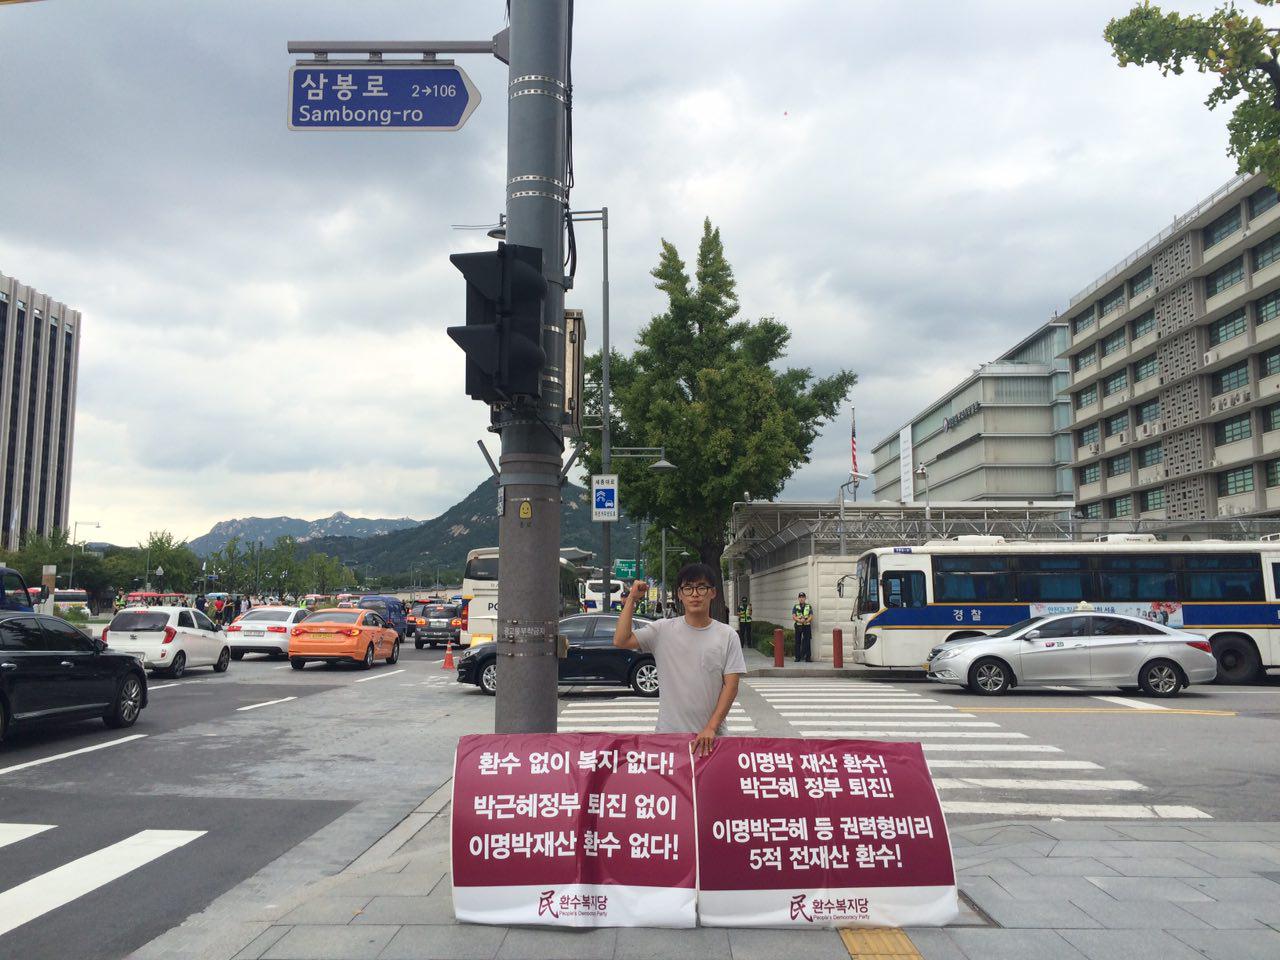 삼봉로 2→106
Sambong-ro
세종대로
경찰
환수 없이 복지 없다!
박근혜정부 퇴진 없이
이명박재산 환수 없다!
民 환수복지당
People's Democracy Party
이명박 재산 환수!
박근혜 정부 퇴진!
이명박근혜 등 권력형비리
5적 전재산 환수!
民 환수복지당
People's Democracy Party